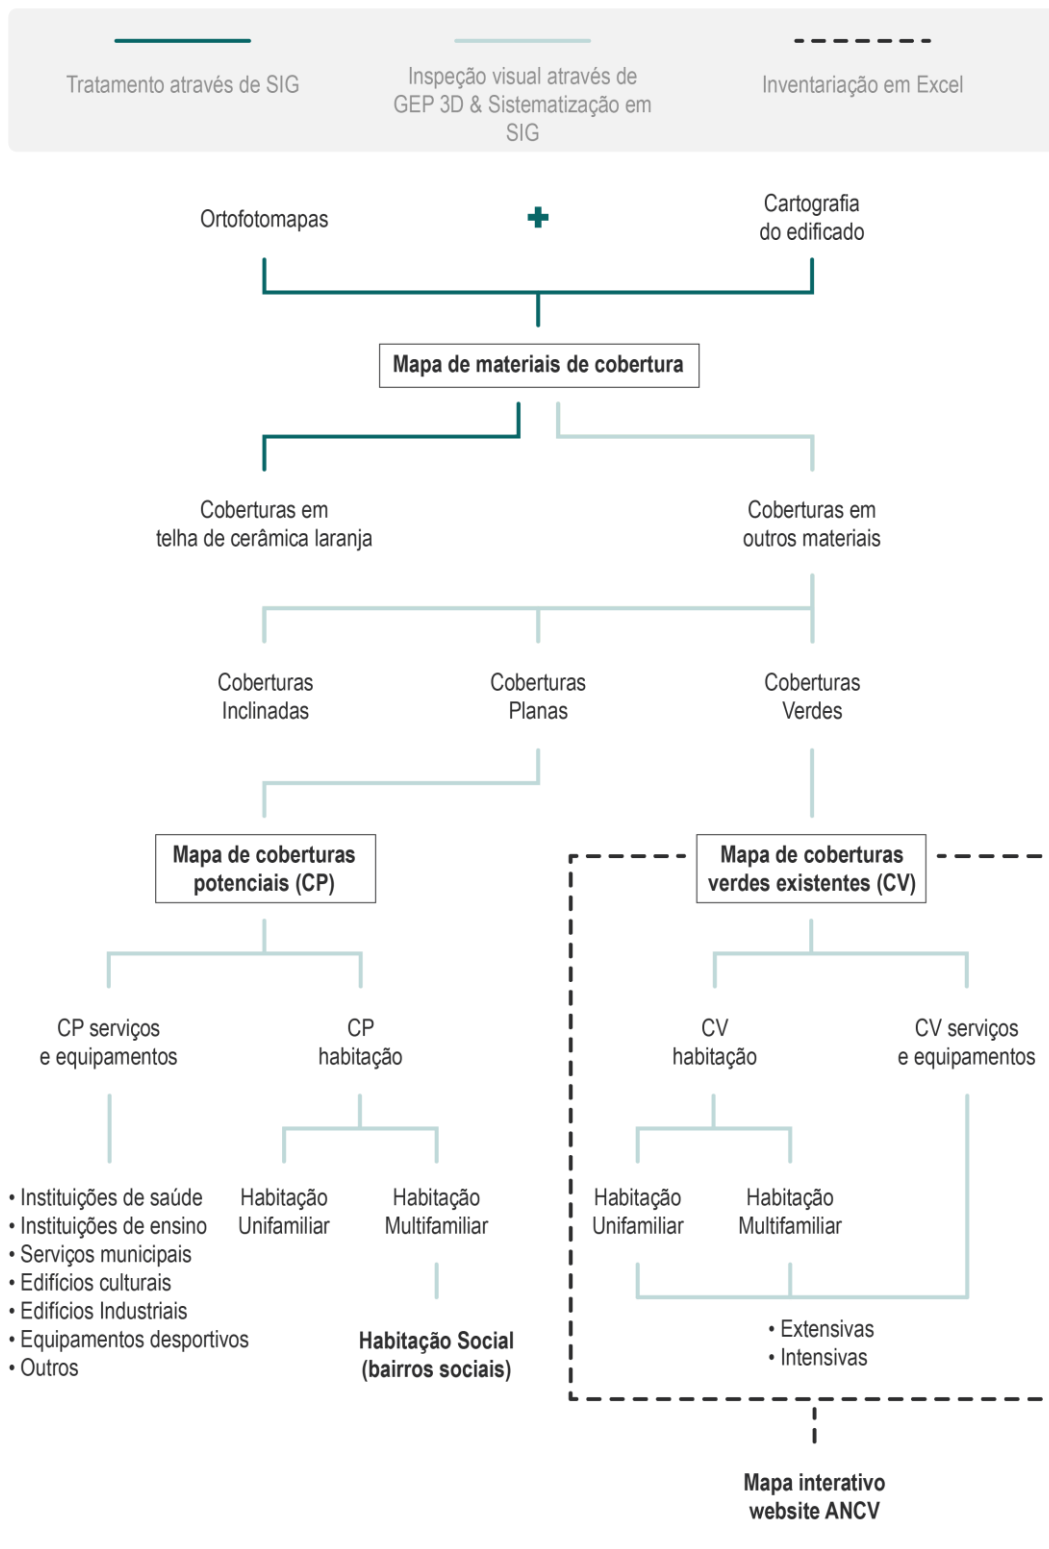 Tratamento através de SIG
Inspeção visual através de
GEP 3D & Sistematização em
SIG
Inventariação em Excel
Ortofotomapas
Cartografia
do edificado
Mapa de materiais de cobertura
Coberturas em
telha de cerâmica laranja
Coberturas em
outros materiais
Coberturas
Inclinadas
Coberturas
Planas
Coberturas
Verdes
Mapa de coberturas
potenciais (CP)
Mapa de coberturas
verdes existentes (CV)
CP serviços
e equipamentos
CP
habitação
CV
habitação
CV serviços
e equipamentos
• Instituições de saúde
• Instituições de ensino
• Serviços municipais
• Edifícios culturais
• Edifícios Industriais
• Equipamentos desportivos
• Outros
Habitação
Unifamiliar
Habitação
Multifamiliar
Habitação Social
(bairros sociais)
Habitação
Unifamiliar
Habitação
Multifamiliar
• Extensivas
• Intensivas
Mapa interativo
website ANCV